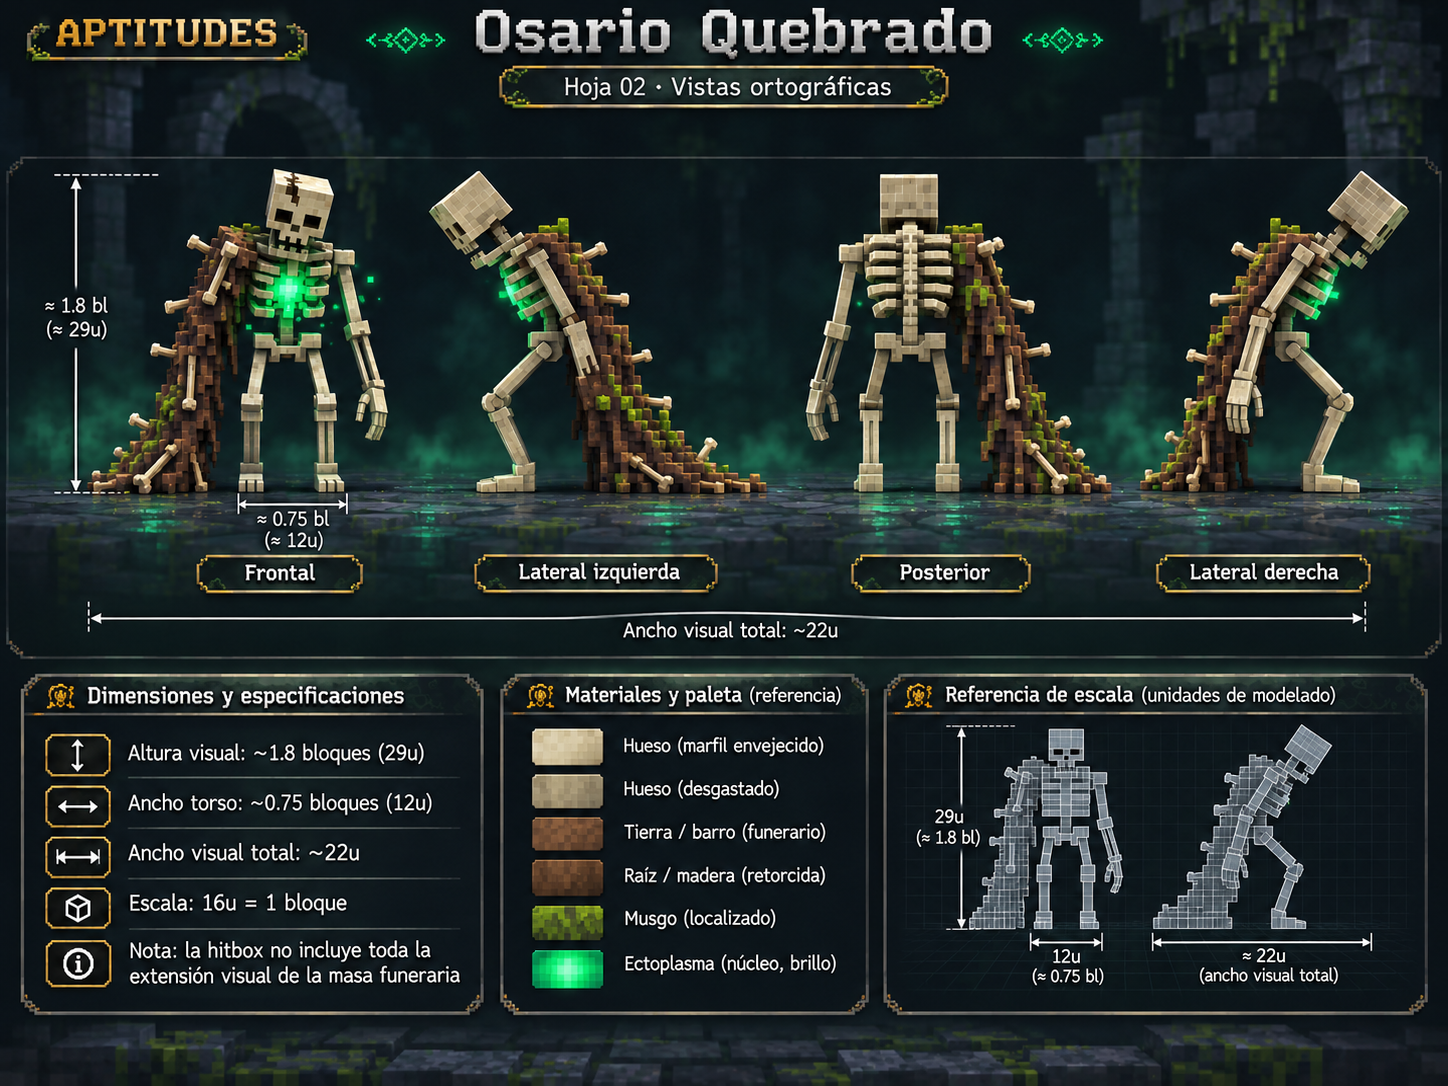 APTITUDES
Osario Quebrado
Hoja 02 • Vistas ortográficas
≈ 1.8 bl
(≈ 29u)
≈ 0.75 bl
(≈ 12u)
Frontal
Lateral izquierda
Posterior
Lateral derecha
Ancho visual total: ~22u
Dimensiones y especificaciones
Altura visual: ~1.8 bloques (29u)
Ancho torso: ~0.75 bloques (12u)
Ancho visual total: ~22u
Escala: 16u = 1 bloque
Nota: la hitbox no incluye toda la
extensión visual de la masa funeraria
Materiales y paleta (referencia)
Hueso (marfil envejecido)
Hueso (desgastado)
Tierra / barro (funerario)
Raíz / madera (retorcida)
Musgo (localizado)
Ectoplasma (núcleo, brillo)
Referencia de escala (unidades de modelado)
29u
(≈ 1.8 bl)
12u
(≈ 0.75 bl)
≈ 22u
(ancho visual total)